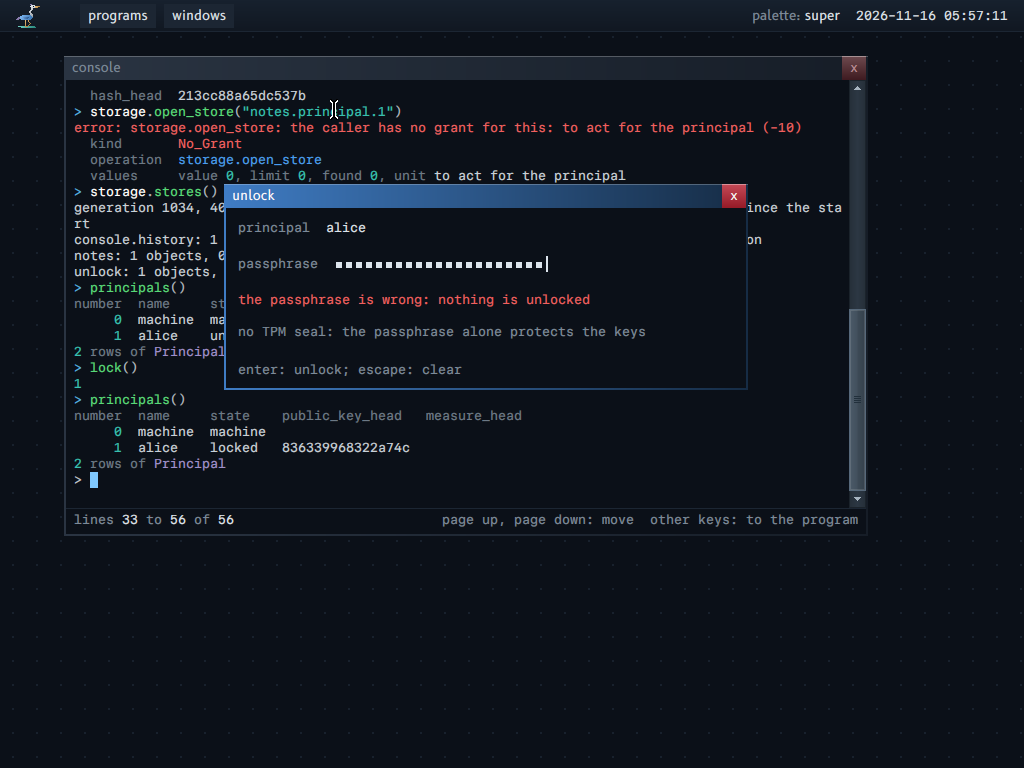 programs windows palette: super 2026-11-16 05:57:11
console x
hash_head 213cc88a65dc537b
> storage.open_store("notes.principal.1")
error: storage.open_store: the caller has no grant for this: to act for the principal (-10)
kind No_Grant
operation storage.open_store
values value 0, limit 0, found 0, unit to act for the principal
> storage.stores()
generation 1034, 40 ince the sta
rt
console.history: 1 on
notes: 1 objects, 0
unlock: 1 objects,
> principals()
number name st
0 machine ma
1 alice un
2 rows of Principal
> lock()
1
> principals()
number name state public_key_head measure_head
0 machine machine
1 alice locked 836339968322a74c
2 rows of Principal
>
lines 33 to 56 of 56 page up, page down: move other keys: to the program
unlock x
principal alice
passphrase
the passphrase is wrong: nothing is unlocked
no TPM seal: the passphrase alone protects the keys
enter: unlock; escape: clear